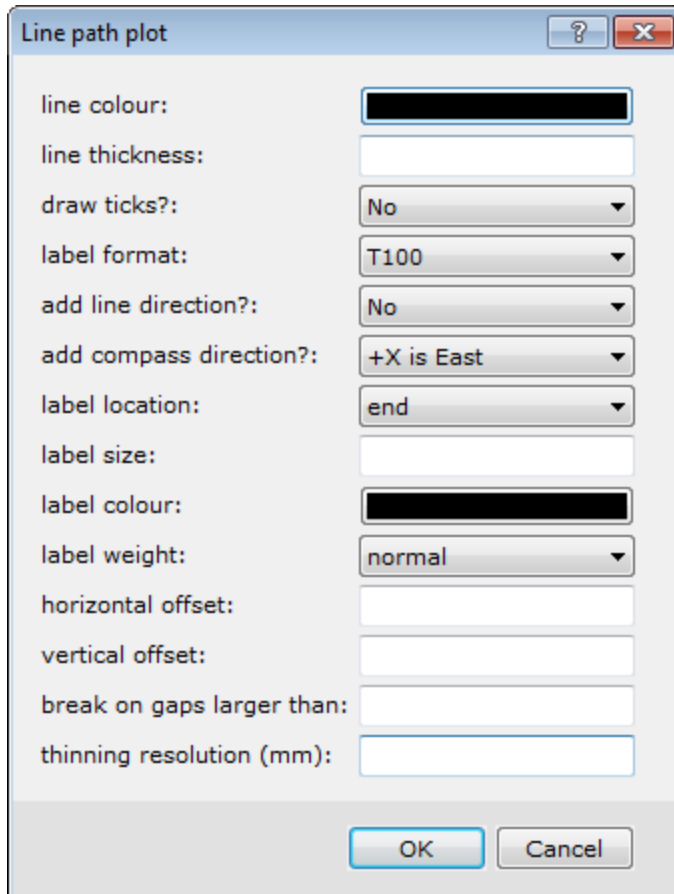 Line path plot
line colour:
line thickness:
draw ticks?: No
label format: T100
add line direction?: No
add compass direction?: +X is East
label location: end
label size:
label colour:
label weight: normal
horizontal offset:
vertical offset:
break on gaps larger than:
thinning resolution (mm):
OK Cancel